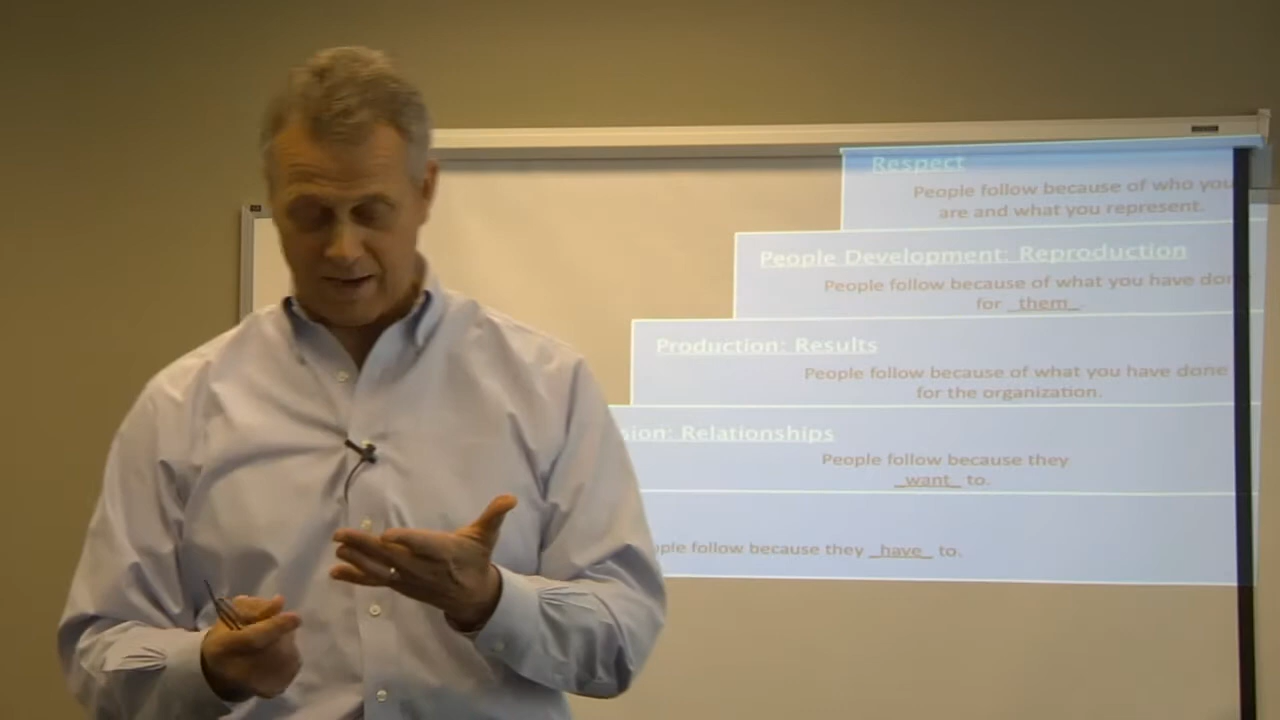 Respect
People follow because of who you
are and what you represent.
People Development: Reproduction
People follow because of what you have don
for _them_.
Production: Results
People follow because of what you have done
for the organization.
sion: Relationships
People follow because they
_want_ to.
ople follow because they _have_ to.